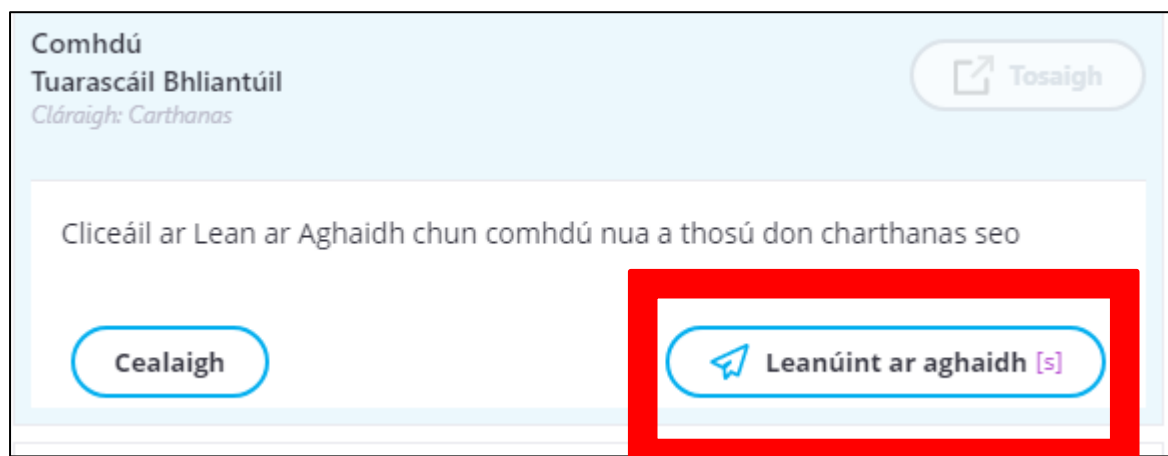 Comhdú
Tuarascáil Bhliantúil
Cláraigh: Carthanas
Tosaigh
Cliceáil ar Lean ar Aghaidh chun comhdú nua a thosú don charthanas seo
Cealaigh
Leanúint ar aghaidh [s]